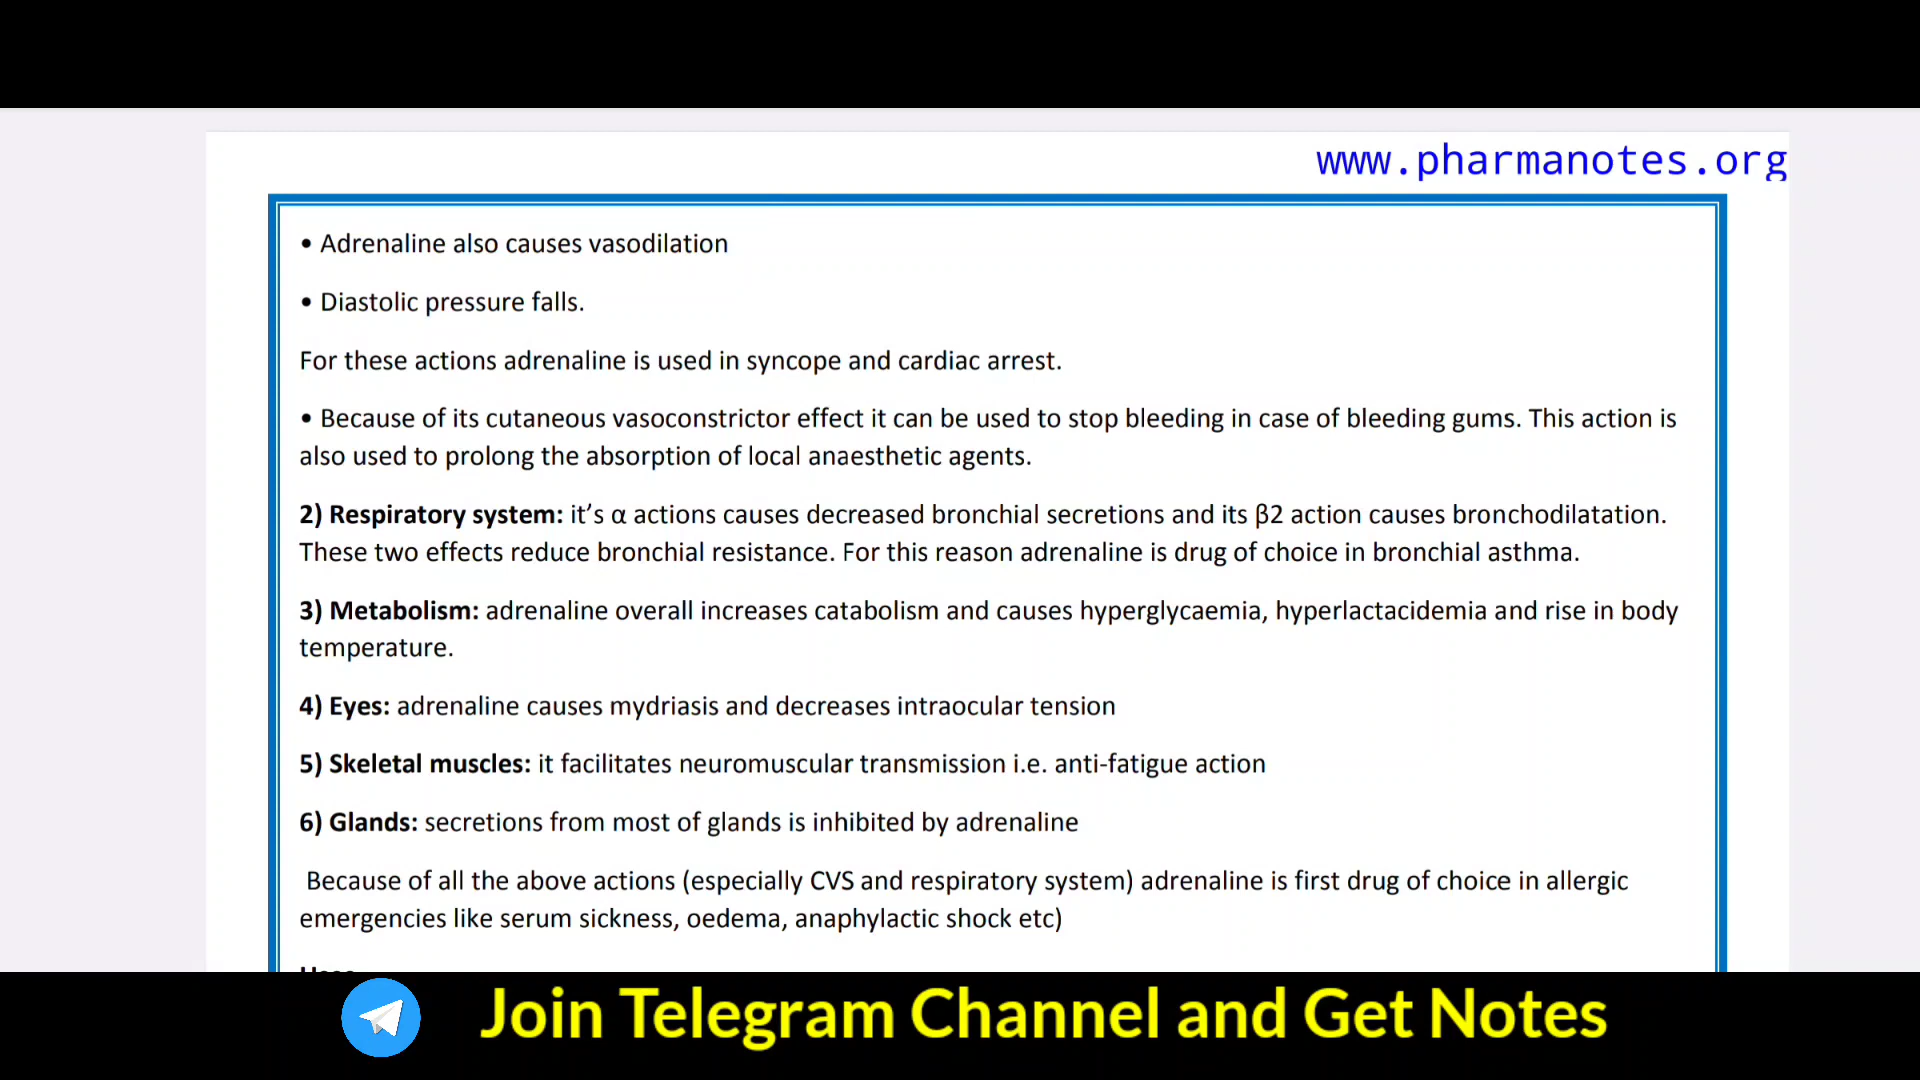 www.pharmanotes.org
• Adrenaline also causes vasodilation
• Diastolic pressure falls.
For these actions adrenaline is used in syncope and cardiac arrest.
• Because of its cutaneous vasoconstrictor effect it can be used to stop bleeding in case of bleeding gums. This action is
also used to prolong the absorption of local anaesthetic agents.
2) Respiratory system: it’s α actions causes decreased bronchial secretions and its β2 action causes bronchodilatation.
These two effects reduce bronchial resistance. For this reason adrenaline is drug of choice in bronchial asthma.
3) Metabolism: adrenaline overall increases catabolism and causes hyperglycaemia, hyperlactacidemia and rise in body
temperature.
4) Eyes: adrenaline causes mydriasis and decreases intraocular tension
5) Skeletal muscles: it facilitates neuromuscular transmission i.e. anti-fatigue action
6) Glands: secretions from most of glands is inhibited by adrenaline
Because of all the above actions (especially CVS and respiratory system) adrenaline is first drug of choice in allergic
emergencies like serum sickness, oedema, anaphylactic shock etc)
Join Telegram Channel and Get Notes